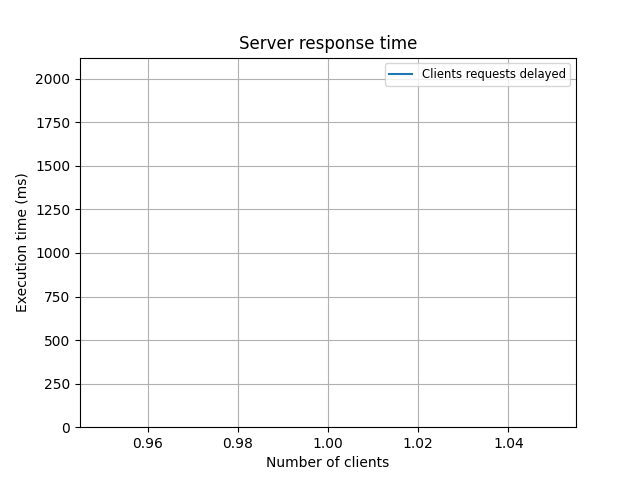 Server response time
Clients requests delayed
2000
1750
1500
1250
1000
750
500
250
0
Execution time (ms)
0.96 0.98 1.00 1.02 1.04
Number of clients